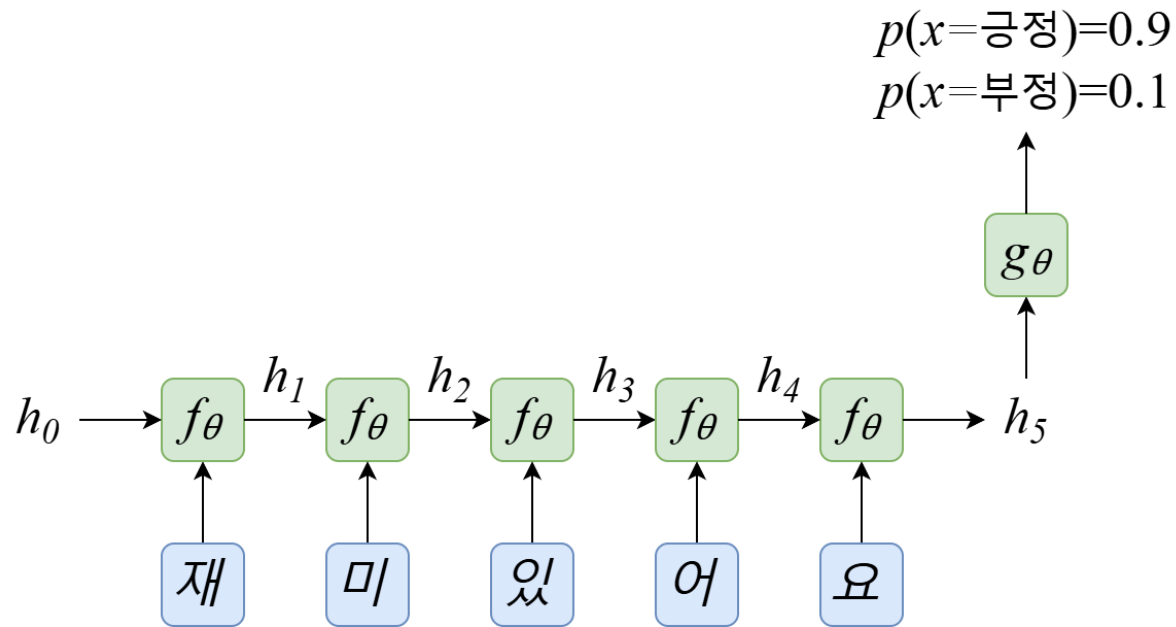 p(x=긍정)=0.9
p(x=부정)=0.1
gθ
h0 fθ h1 fθ h2 fθ h3 fθ h4 fθ h5
재 미 있 어 요